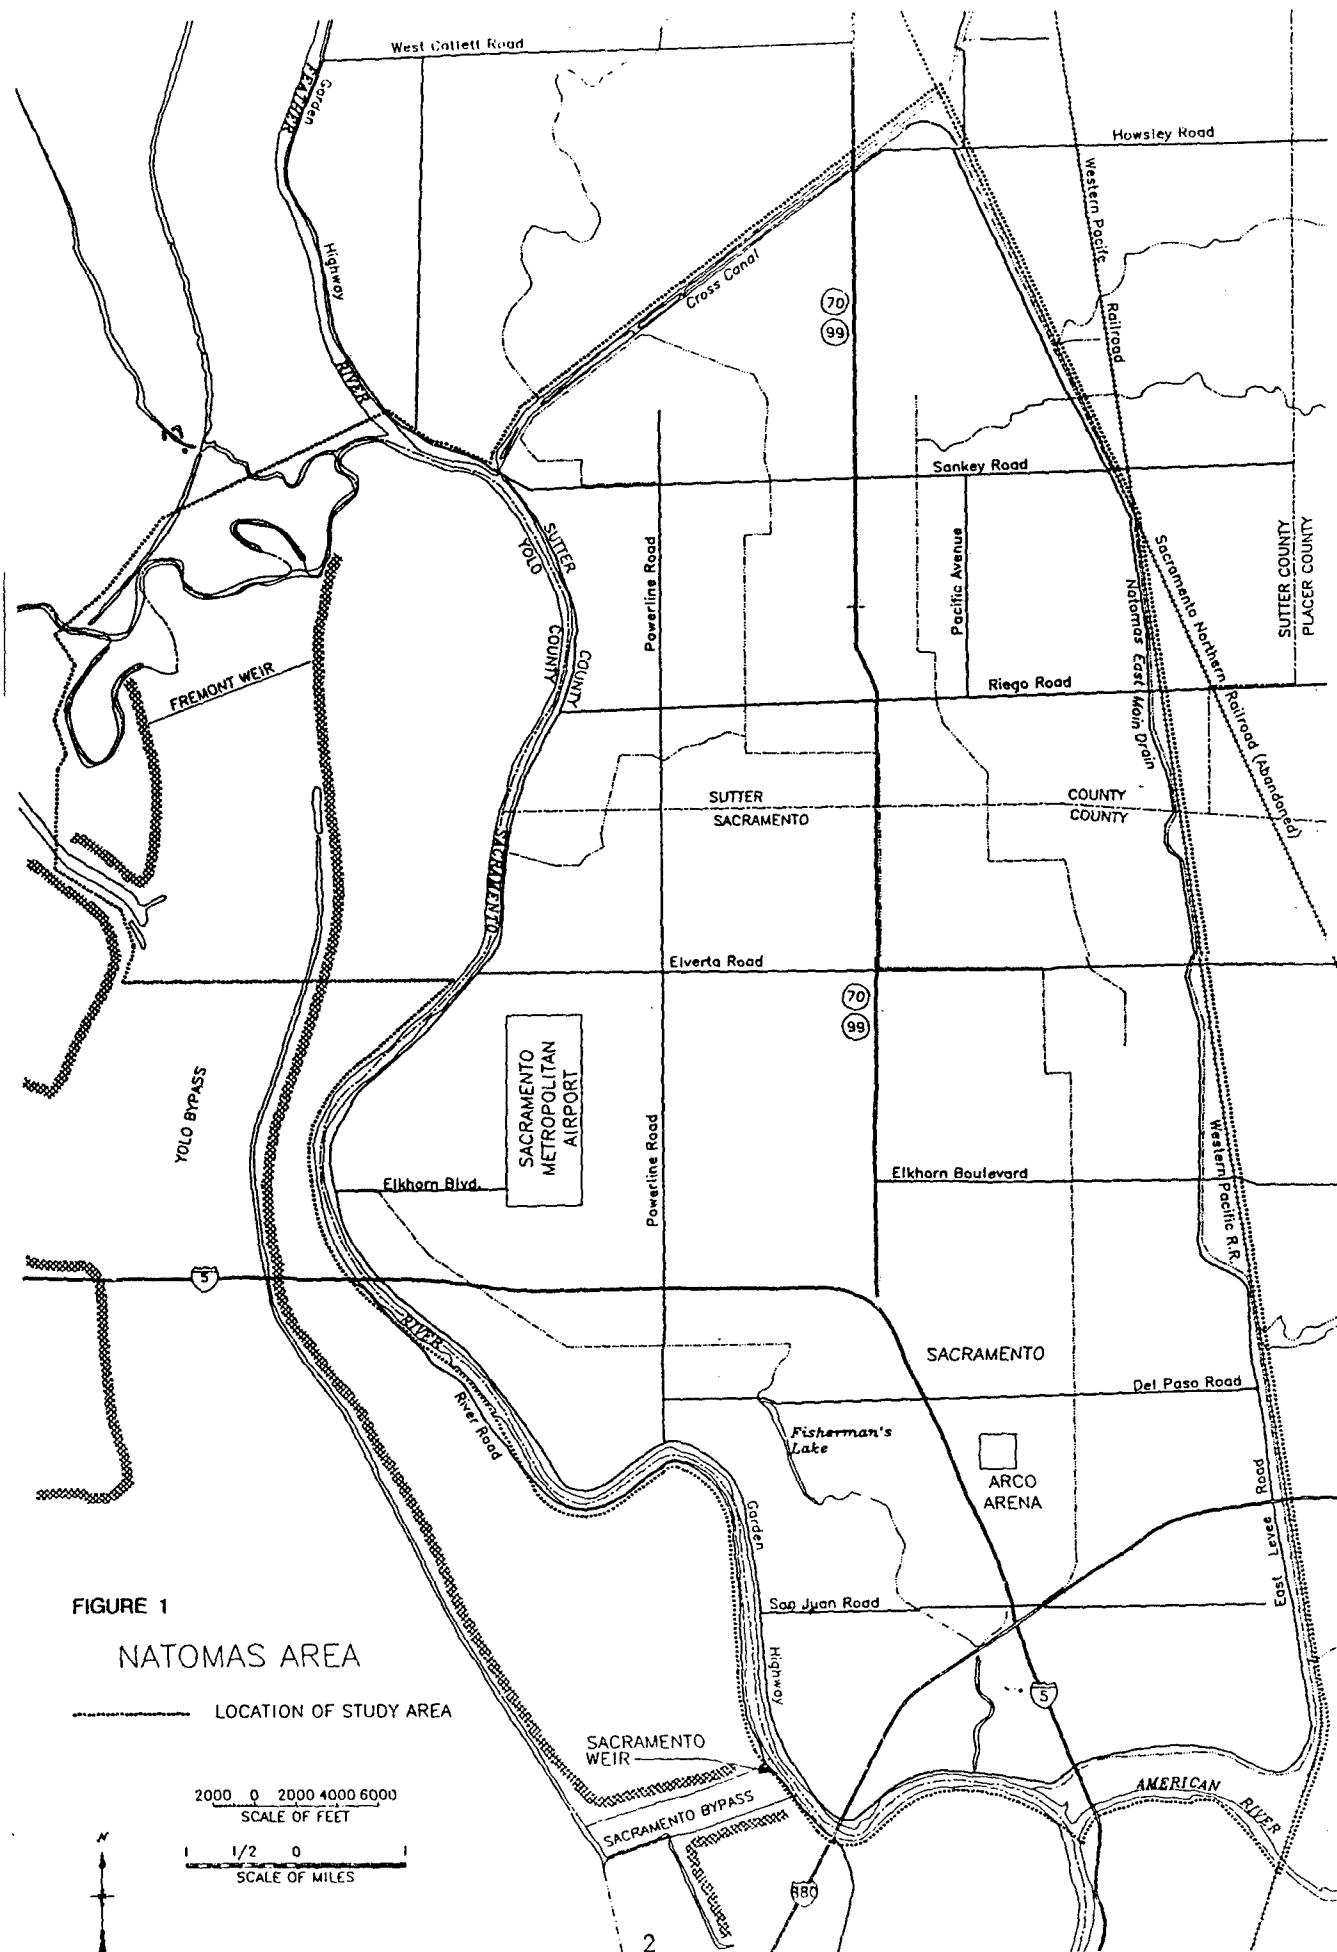 West Catlett Road
FEATHER
Garden
Howsley Road
Western Pacific
Highway
Cross Canal
70
99
Railroad
RIVER
Sankey Road
SUTTER
YOLO
COUNTY
COUNTY
Powerline Road
Pacific Avenue
Natomas East Main Drain
Sacramento Northern Railroad (Abandoned)
SUTTER COUNTY
PLACER COUNTY
FREMONT WEIR
Riego Road
SUTTER
COUNTY
SACRAMENTO
COUNTY
SACRAMENTO
Elverta Road
70
99
SACRAMENTO
METROPOLITAN
AIRPORT
YOLO BYPASS
Powerline Road
Western Pacific R.R.
Elkhorn Blvd.
Elkhorn Boulevard
5
RIVER
SACRAMENTO
Del Paso Road
River Road
Fisherman's
Lake
ARCO
ARENA
Garden
East Levee Road
San Juan Road
Highway
FIGURE 1
NATOMAS AREA
LOCATION OF STUDY AREA
5
SACRAMENTO
WEIR
AMERICAN
RIVER
SACRAMENTO BYPASS
2000 0 2000 4000 6000
SCALE OF FEET
N
1 1/2 0 1
SCALE OF MILES
880
2